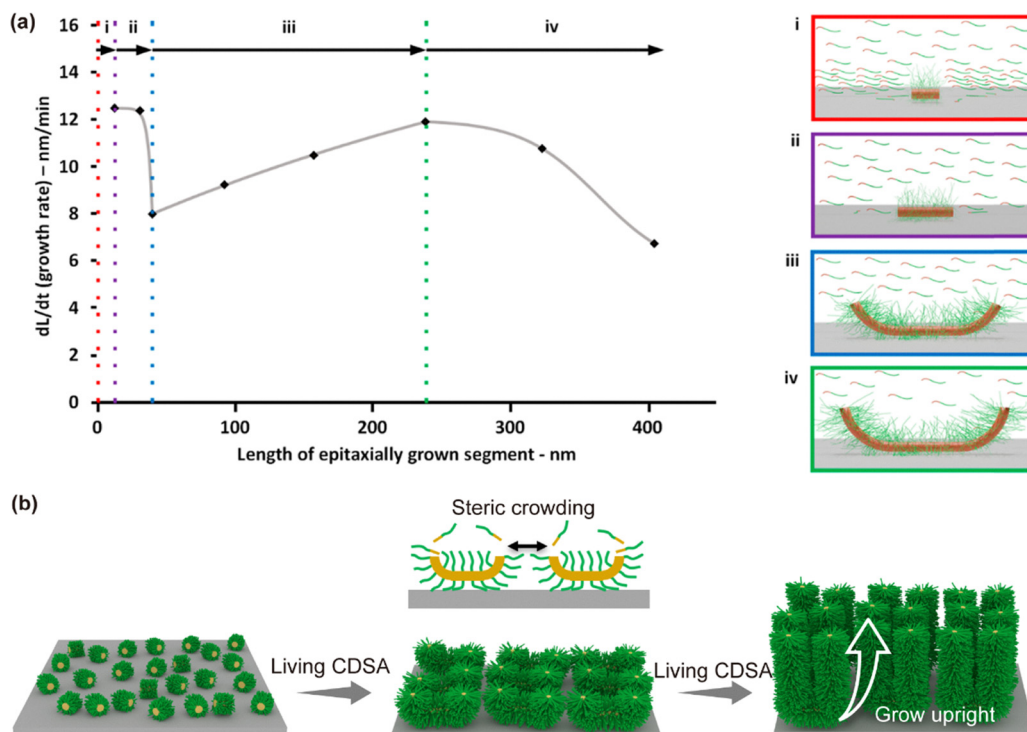 (a)
i ii iii iv
16
14
12
10
8
6
4
2
0
dL/dt (growth rate) – nm/min
0 100 200 300 400
Length of epitaxially grown segment - nm
i
ii
iii
iv
(b)
Steric crowding
Living CDSA
Living CDSA
Grow upright